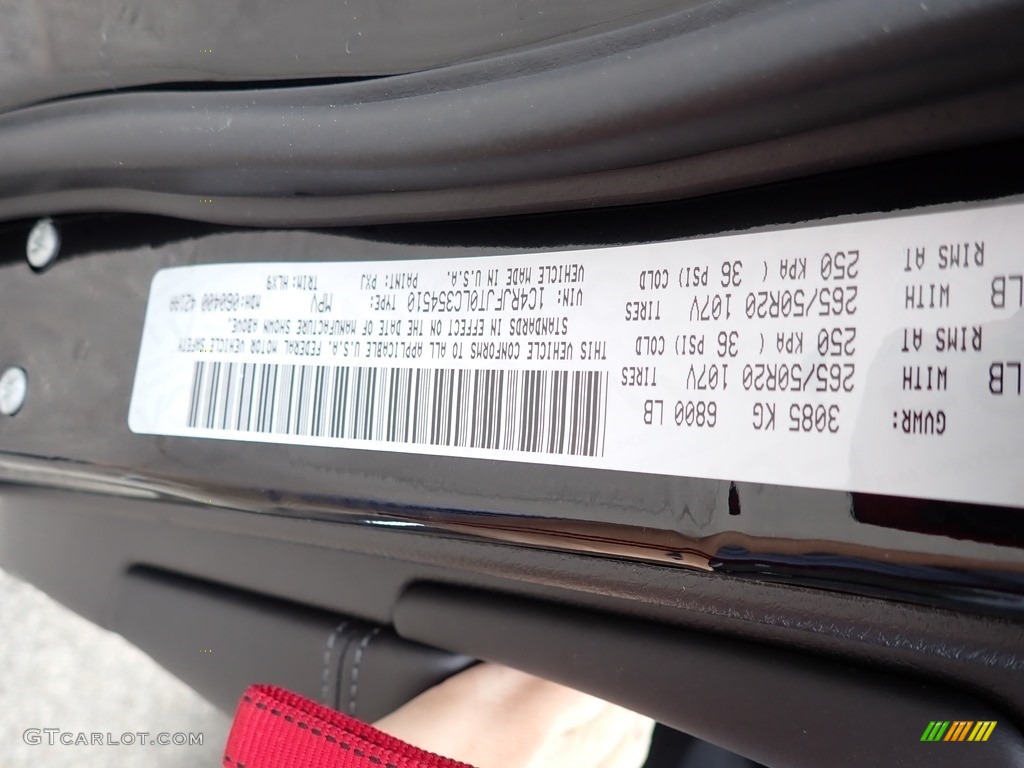 GVWR: 3085 KG 6800 LB
LB WITH 265/50R20 107V TIRES
RIMS AT 250 KPA ( 36 PSI) COLD
LB WITH 265/50R20 107V TIRES
RIMS AT 250 KPA ( 36 PSI) COLD
THIS VEHICLE CONFORMS TO ALL APPLICABLE U.S.A. FEDERAL MOTOR VEHICLE SAFETY
STANDARDS IN EFFECT ON THE DATE OF MANUFACTURE SHOWN ABOVE.
VIN: 1C4RJFJT0LC354510 TYPE: MPV MDH:060400 42299
VEHICLE MADE IN U.S.A. PAINT: PXJ TRIM: HLX9
GTCARLOT.COM